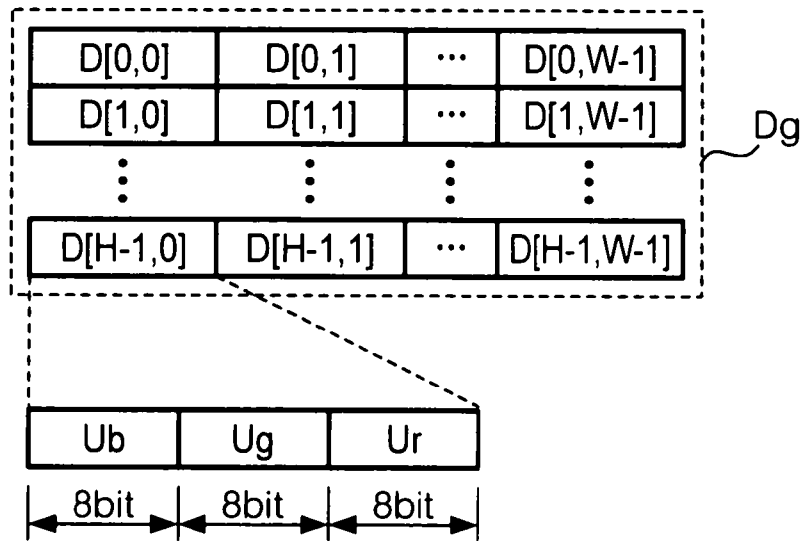 D[0,0] D[0,1] ... D[0,W-1]
D[1,0] D[1,1] ... D[1,W-1]
Dg
D[H-1,0] D[H-1,1] ... D[H-1,W-1]
Ub Ug Ur
8bit 8bit 8bit